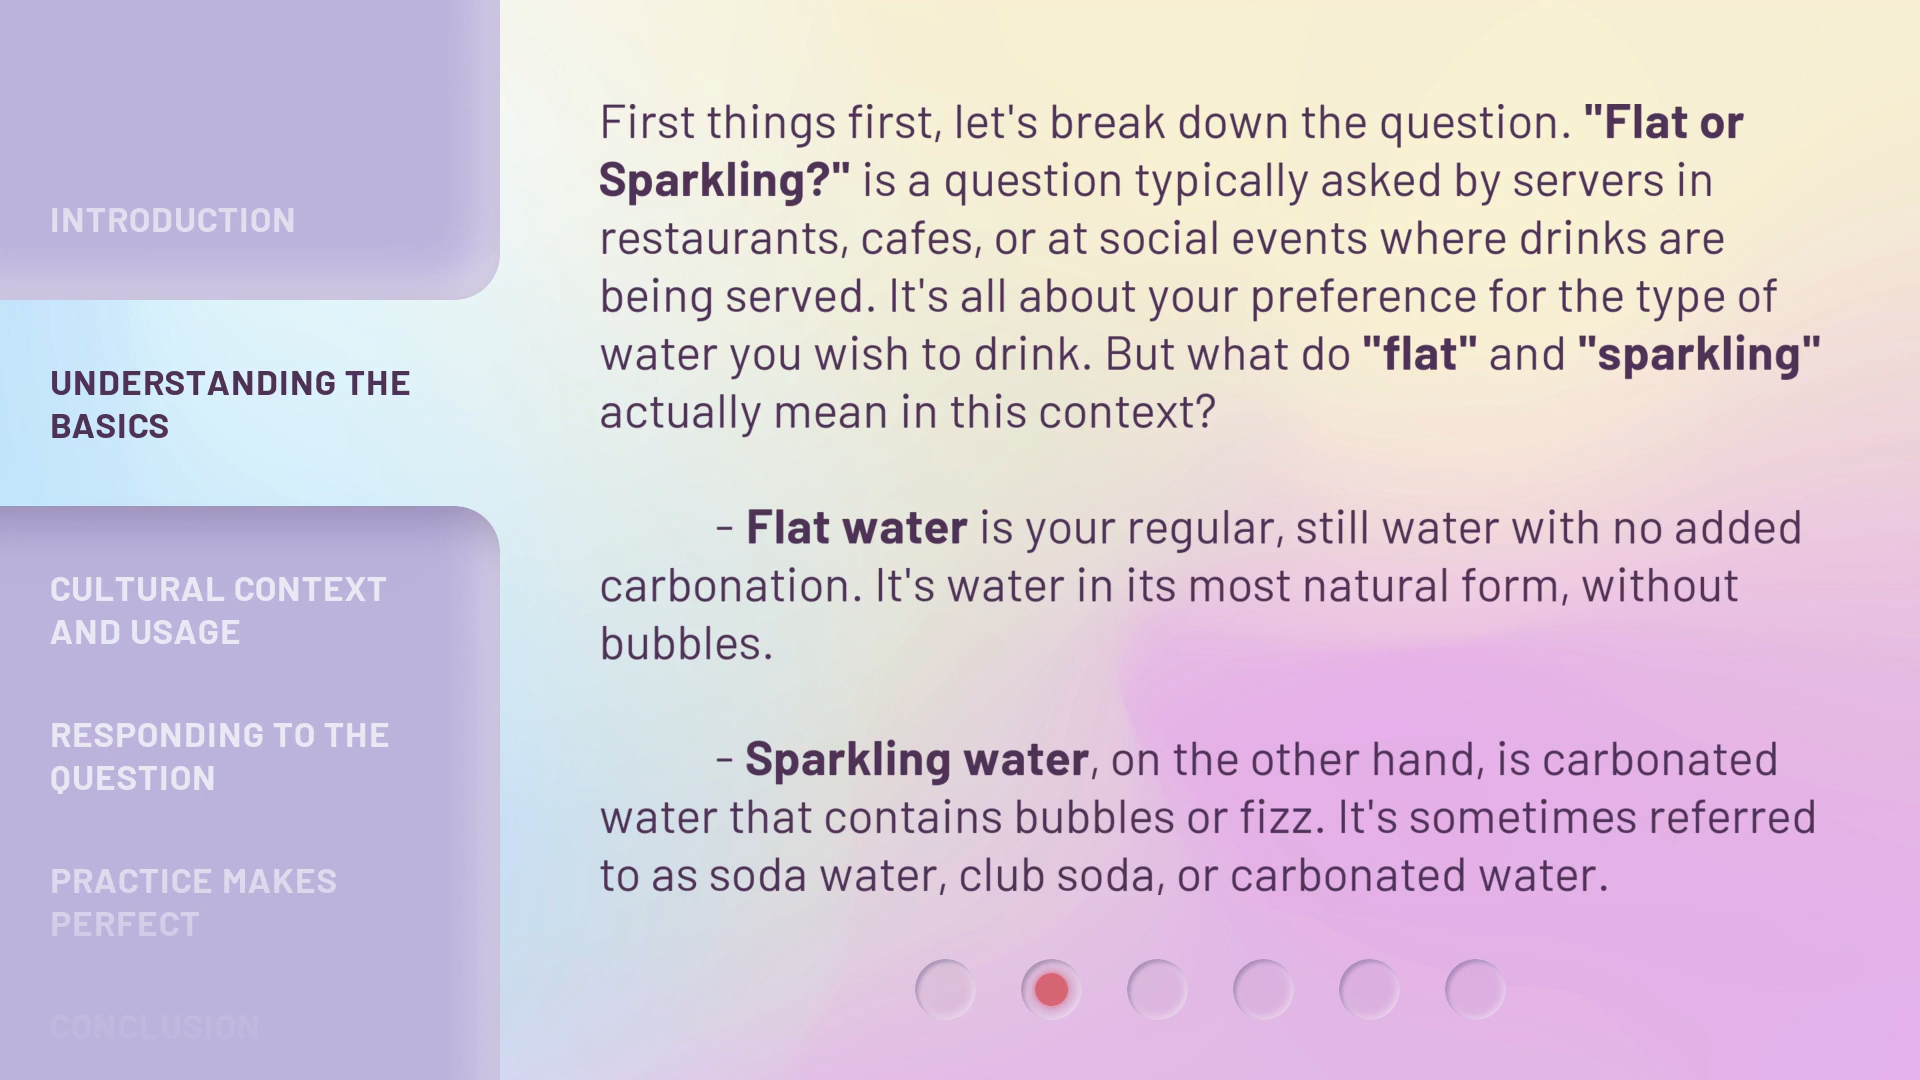 INTRODUCTION
UNDERSTANDING THE
BASICS
CULTURAL CONTEXT
AND USAGE
RESPONDING TO THE
QUESTION
PRACTICE MAKES
PERFECT
CONCLUSION
First things first, let's break down the question. "Flat or
Sparkling?" is a question typically asked by servers in
restaurants, cafes, or at social events where drinks are
being served. It's all about your preference for the type of
water you wish to drink. But what do "flat" and "sparkling"
actually mean in this context?
- Flat water is your regular, still water with no added
carbonation. It's water in its most natural form, without
bubbles.
- Sparkling water, on the other hand, is carbonated
water that contains bubbles or fizz. It's sometimes referred
to as soda water, club soda, or carbonated water.